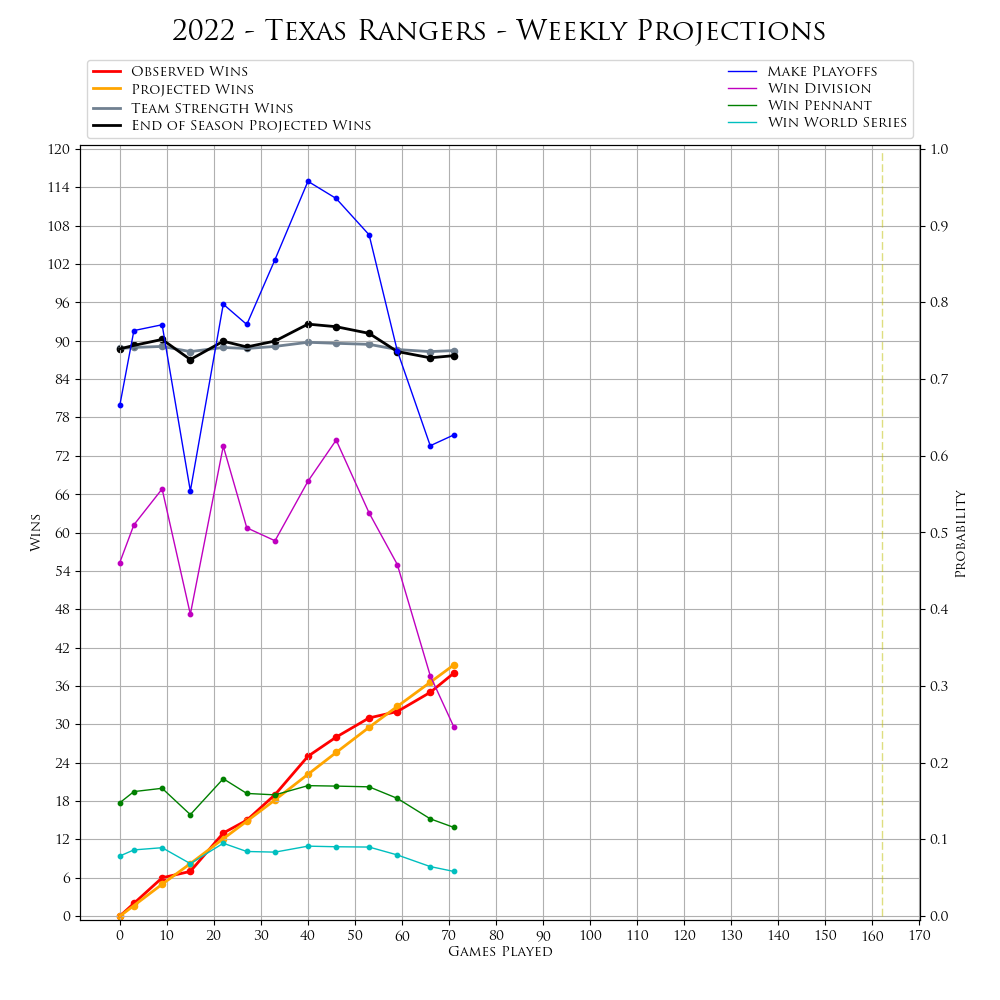 2022 - Texas Rangers - Weekly Projections
Observed Wins
Projected Wins
Team Strength Wins
End of Season Projected Wins
Make Playoffs
Win Division
Win Pennant
Win World Series
120
114
108
102
96
90
84
78
72
66
60
54
48
42
36
30
24
18
12
6
0
Wins
1.0
0.9
0.8
0.7
0.6
0.5
0.4
0.3
0.2
0.1
0.0
Probability
0 10 20 30 40 50 60 70 80 90 100 110 120 130 140 150 160 170
Games Played